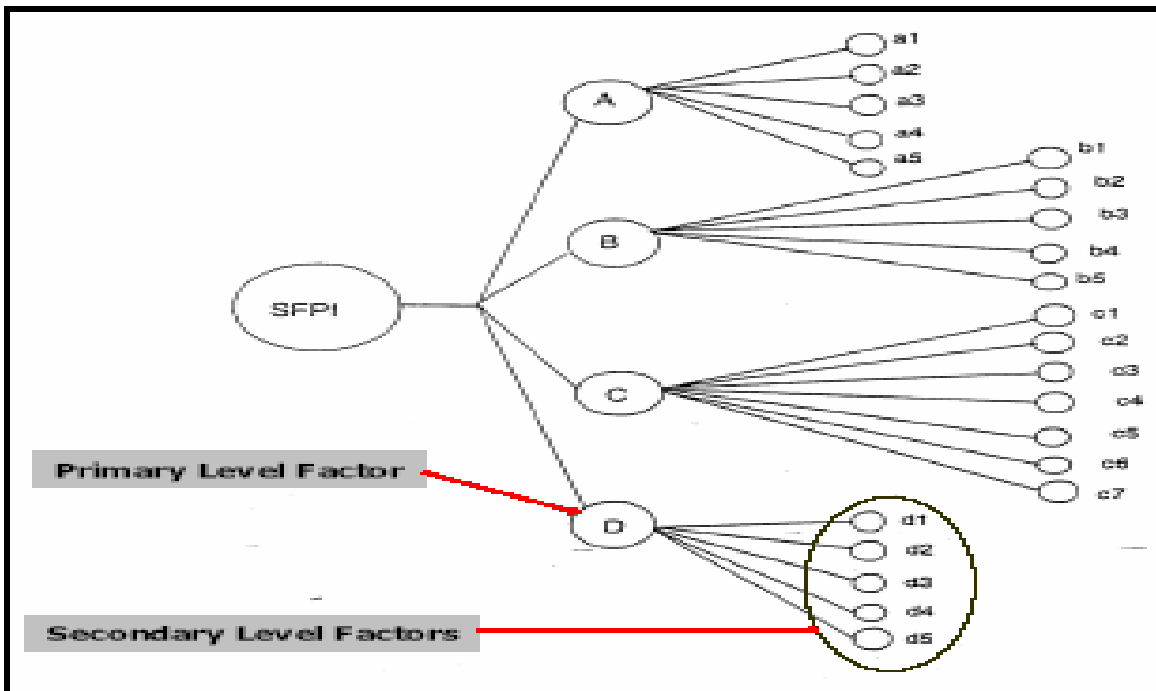 a1
a2
a3
a4
a5
A
b1
b2
b3
b4
b5
B
SFPI
c1
c2
c3
c4
c5
c6
c7
C
Primary Level Factor
D
d1
d2
d3
d4
d5
Secondary Level Factors